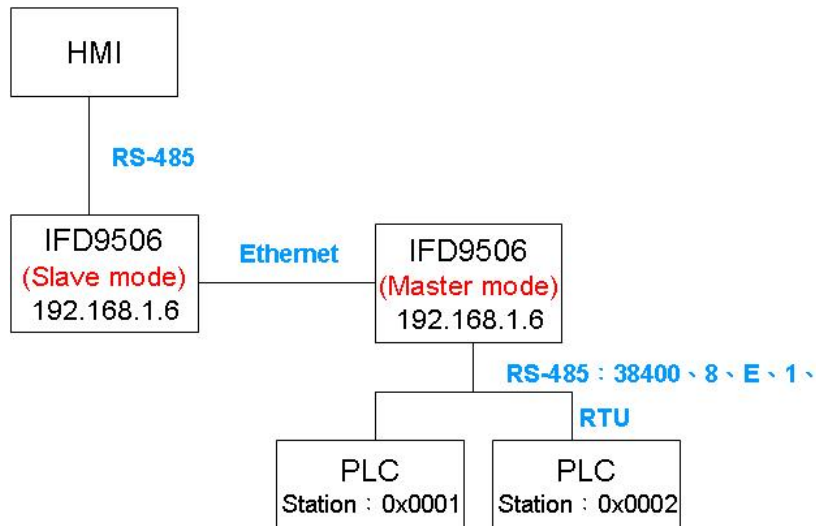 HMI
RS-485
IFD9506
(Slave mode)
192.168.1.6
Ethernet
IFD9506
(Master mode)
192.168.1.6
RS-485：38400、8、E、1、
RTU
PLC
Station：0x0001
PLC
Station：0x0002